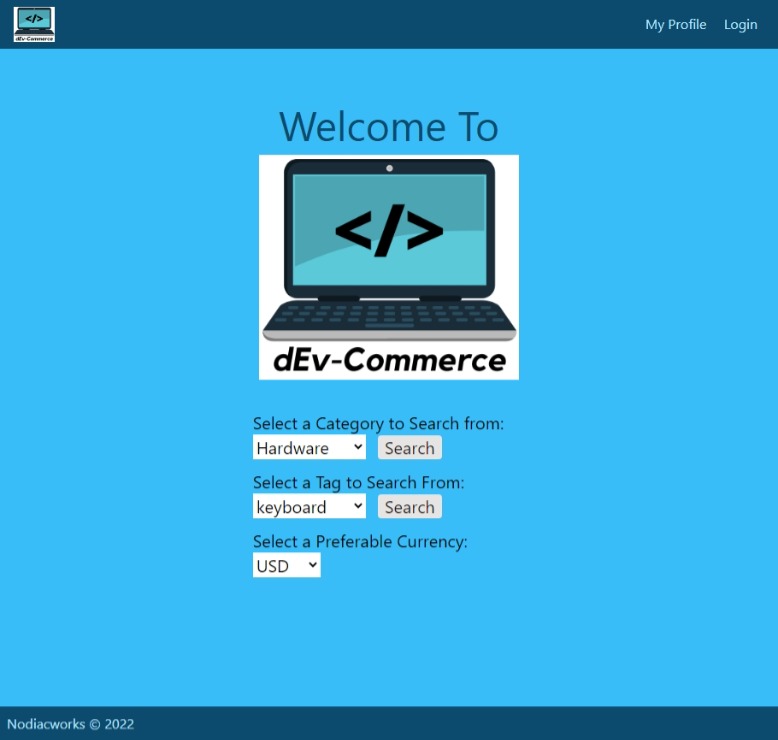 </>
dEv-Commerce
My Profile Login
Welcome To
</>
dEv-Commerce
Select a Category to Search from:
Hardware Search
Select a Tag to Search From:
keyboard Search
Select a Preferable Currency:
USD
Nodiacworks © 2022